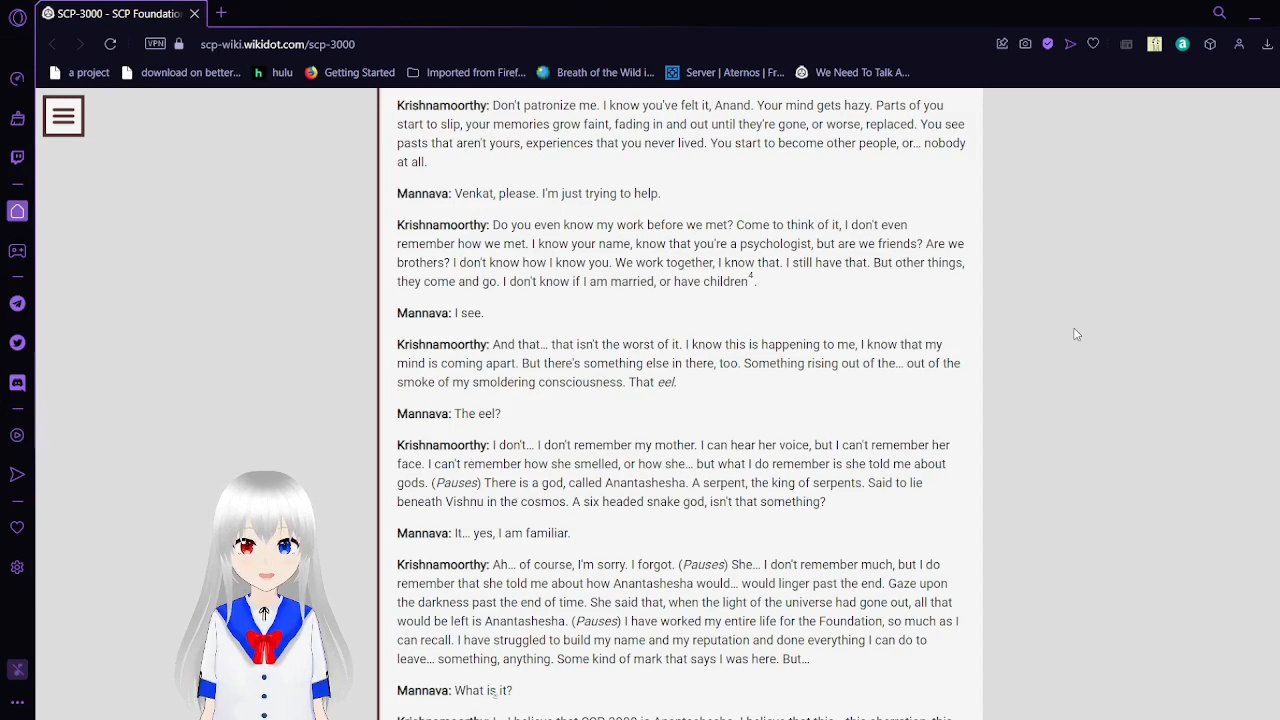 SCP-3000 - SCP Foundation
VPN
scp-wiki.wikidot.com/scp-3000
a project
download on better...
hulu
Getting Started
Imported from Firef...
Breath of the Wild i...
Server | Aternos | Fr...
We Need To Talk A...
Krishnamoorthy: Don't patronize me. I know you've felt it, Anand. Your mind gets hazy. Parts of you
start to slip, your memories grow faint, fading in and out until they're gone, or worse, replaced. You see
pasts that aren't yours, experiences that you never lived. You start to become other people, or… nobody
at all.
Mannava: Venkat, please. I'm just trying to help.
Krishnamoorthy: Do you even know my work before we met? Come to think of it, I don't even
remember how we met. I know your name, know that you're a psychologist, but are we friends? Are we
brothers? I don't know how I know you. We work together, I know that. I still have that. But other things,
they come and go. I don't know if I am married, or have children4.
Mannava: I see.
Krishnamoorthy: And that… that isn't the worst of it. I know this is happening to me, I know that my
mind is coming apart. But there's something else in there, too. Something rising out of the… out of the
smoke of my smoldering consciousness. That eel.
Mannava: The eel?
Krishnamoorthy: I don't… I don't remember my mother. I can hear her voice, but I can't remember her
face. I can't remember how she smelled, or how she… but what I do remember is she told me about
gods. (Pauses) There is a god, called Anantashesha. A serpent, the king of serpents. Said to lie
beneath Vishnu in the cosmos. A six headed snake god, isn't that something?
Mannava: It… yes, I am familiar.
Krishnamoorthy: Ah… of course, I'm sorry. I forgot. (Pauses) She… I don't remember much, but I do
remember that she told me about how Anantashesha would… would linger past the end. Gaze upon
the darkness past the end of time. She said that, when the light of the universe had gone out, all that
would be left is Anantashesha. (Pauses) I have worked my entire life for the Foundation, so much as I
can recall. I have struggled to build my name and my reputation and done everything I can do to
leave… something, anything. Some kind of mark that says I was here. But…
Mannava: What is it?
Krishnamoorthy: I… I believe that SCP-3000 is Anantashesha. I believe that this… this aberration, this